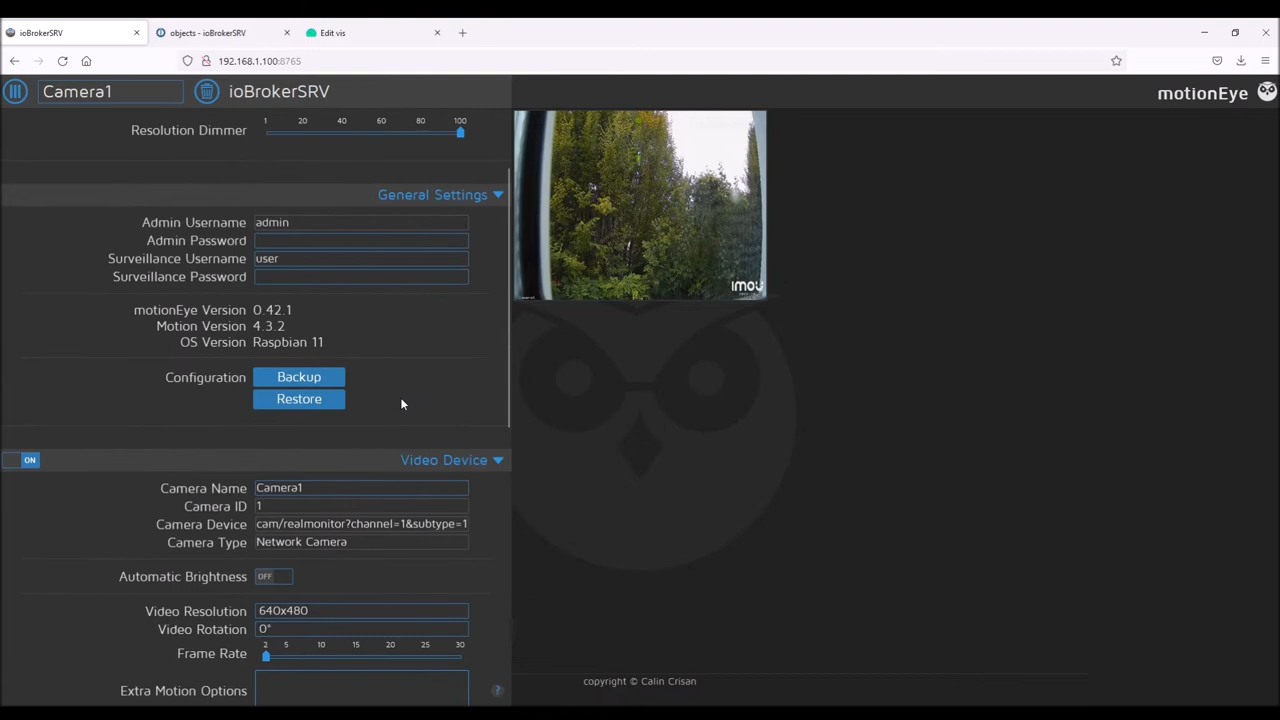 ioBrokerSRV
objects - ioBrokerSRV
Edit vis
192.168.1.100:8765
Camera1
ioBrokerSRV
motionEye
Resolution Dimmer
1 20 40 60 80 100
General Settings
Admin Username admin
Admin Password
Surveillance Username user
Surveillance Password
motionEye Version 0.42.1
Motion Version 4.3.2
OS Version Raspbian 11
Configuration Backup
Restore
ON Video Device
Camera Name Camera1
Camera ID 1
Camera Device cam/realmonitor?channel=1&subtype=1
Camera Type Network Camera
Automatic Brightness OFF
Video Resolution 640x480
Video Rotation 0°
2 5 10 15 20 25 30
Frame Rate
Extra Motion Options ?
imou
copyright © Calin Crisan